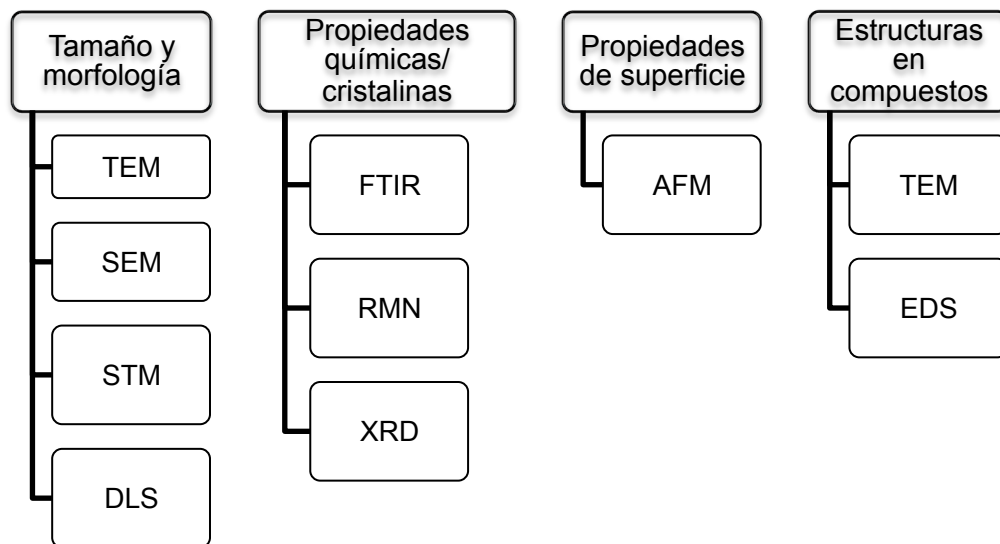 Tamaño y
morfología
TEM
SEM
STM
DLS
Propiedades
químicas/
cristalinas
FTIR
RMN
XRD
Propiedades
de superficie
AFM
Estructuras
en
compuestos
TEM
EDS